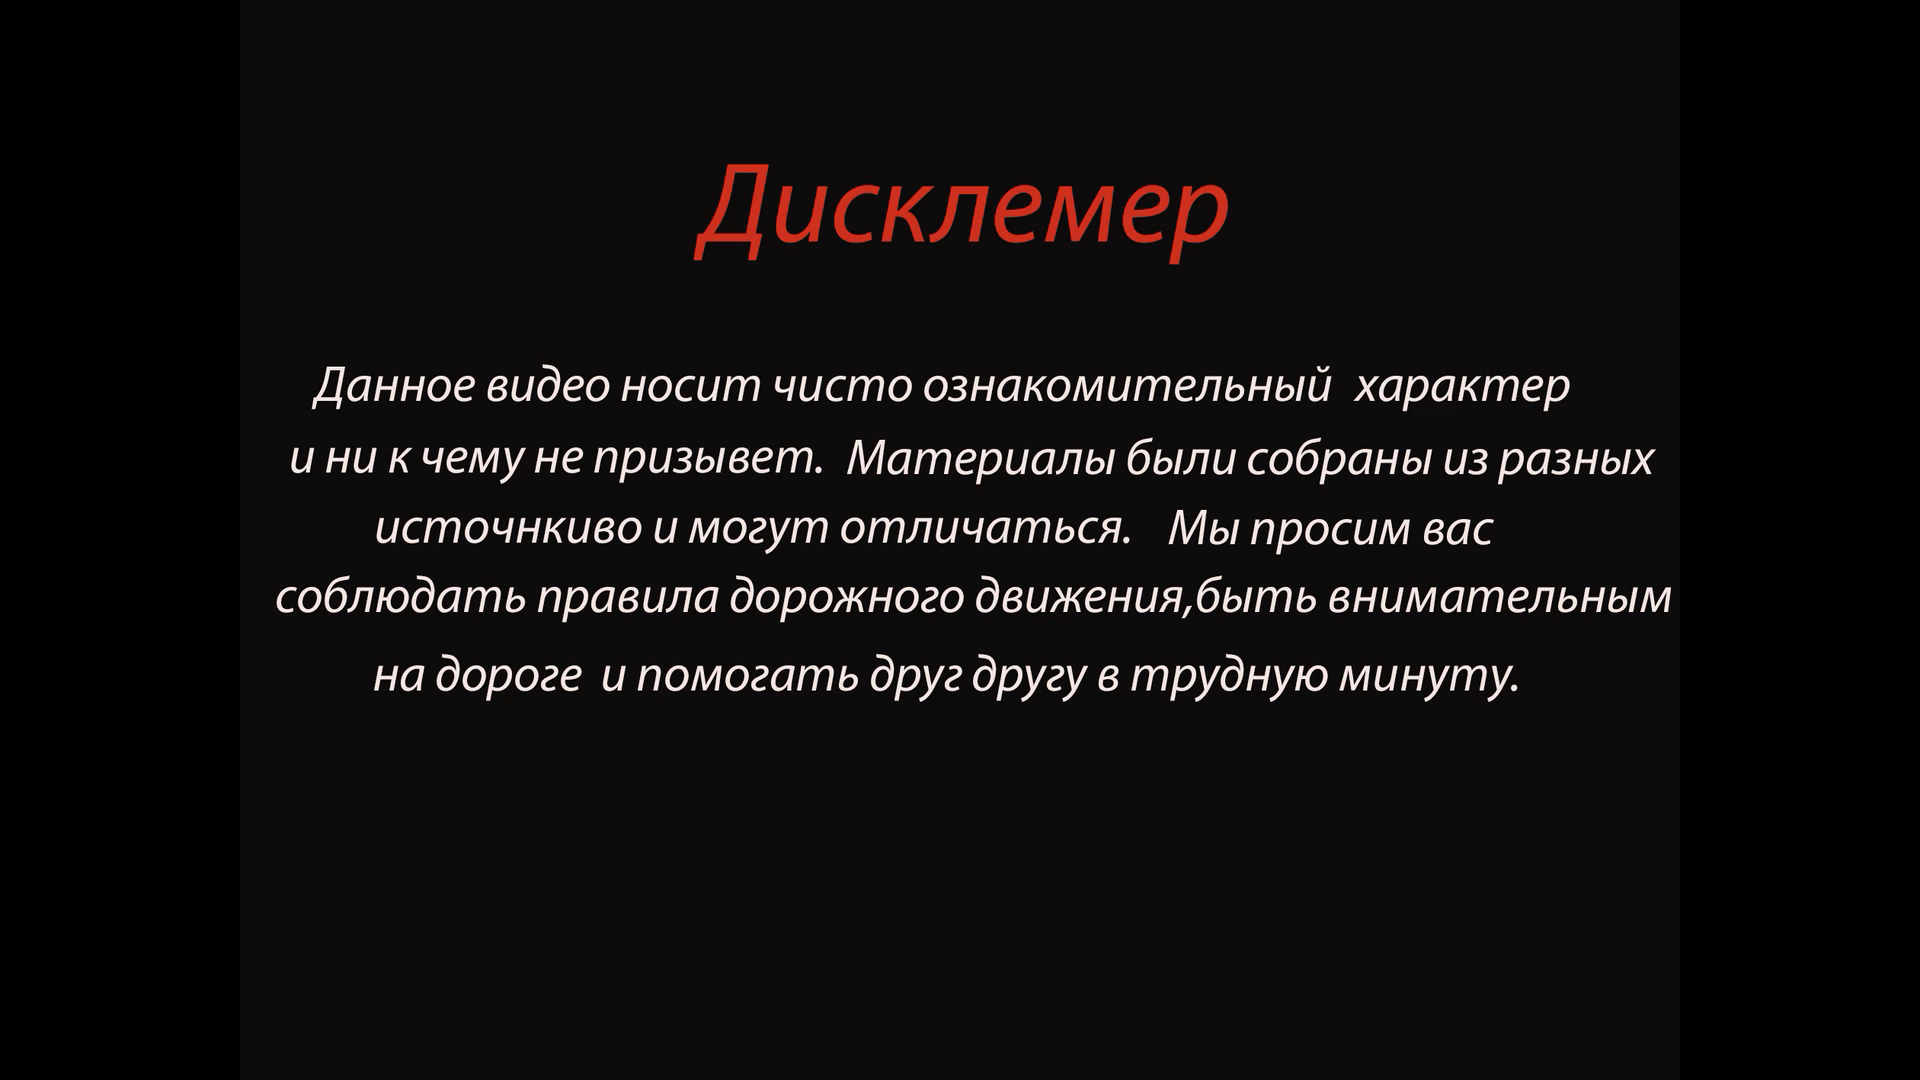 Дисклемер
Данное видео носит чисто ознакомительный характер
и ни к чему не призывет. Материалы были собраны из разных
источнкиво и могут отличаться. Мы просим вас
соблюдать правила дорожного движения,быть внимательным
на дороге и помогать друг другу в трудную минуту.